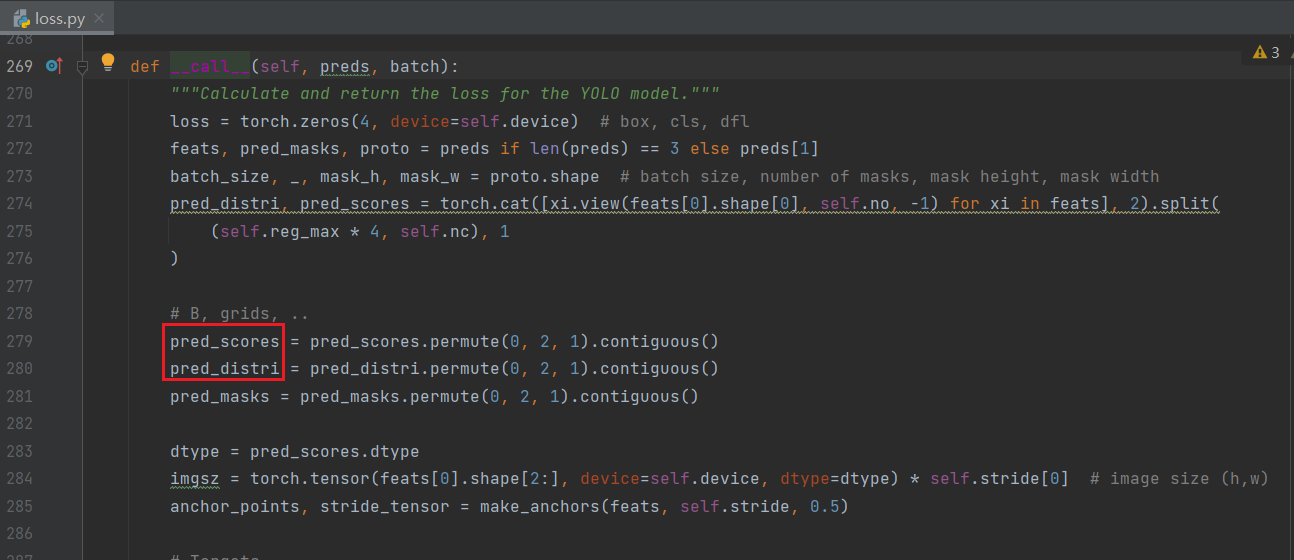 loss.py
268
3
269 def __call__(self, preds, batch):
270 """Calculate and return the loss for the YOLO model."""
271 loss = torch.zeros(4, device=self.device)  # box, cls, dfl
272 feats, pred_masks, proto = preds if len(preds) == 3 else preds[1]
273 batch_size, _, mask_h, mask_w = proto.shape  # batch size, number of masks, mask height, mask width
274 pred_distri, pred_scores = torch.cat([xi.view(feats[0].shape[0], self.no, -1) for xi in feats], 2).split(
275 (self.reg_max * 4, self.nc), 1
276 )
277
278 # B, grids, ..
279 pred_scores = pred_scores.permute(0, 2, 1).contiguous()
280 pred_distri = pred_distri.permute(0, 2, 1).contiguous()
281 pred_masks = pred_masks.permute(0, 2, 1).contiguous()
282
283 dtype = pred_scores.dtype
284 imgsz = torch.tensor(feats[0].shape[2:], device=self.device, dtype=dtype) * self.stride[0]  # image size (h,w)
285 anchor_points, stride_tensor = make_anchors(feats, self.stride, 0.5)
286
287 # Targets